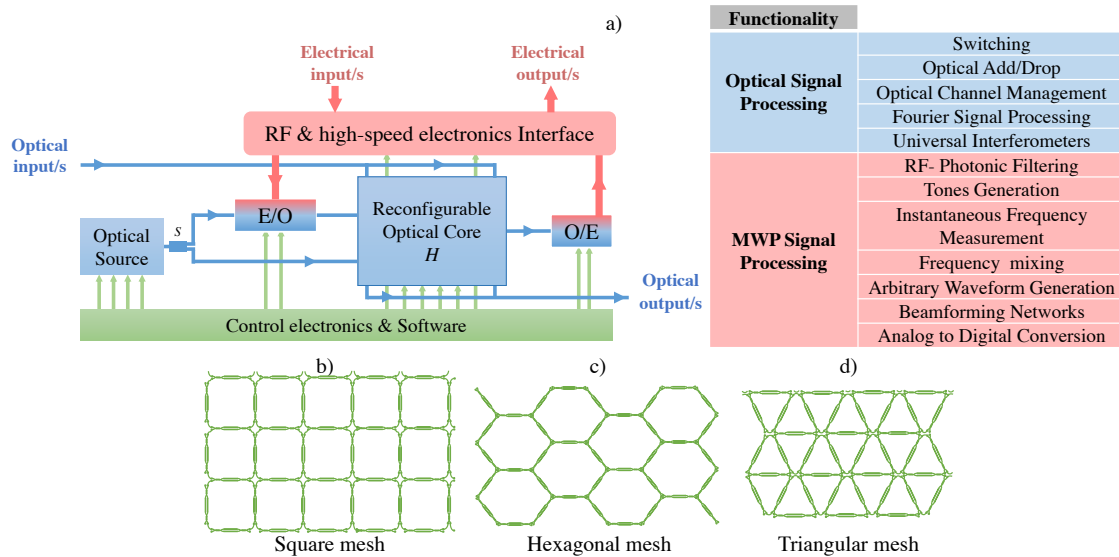 a)
Electrical
input/s
Electrical
output/s
RF & high-speed electronics Interface
Optical
input/s
E/O
Reconfigurable
Optical Core
H
O/E
Optical
Source
s
Optical
output/s
Control electronics & Software
Functionality
Optical Signal
Processing
Switching
Optical Add/Drop
Optical Channel Management
Fourier Signal Processing
Universal Interferometers
MWP Signal
Processing
RF- Photonic Filtering
Tones Generation
Instantaneous Frequency
Measurement
Frequency mixing
Arbitrary Waveform Generation
Beamforming Networks
Analog to Digital Conversion
b)
c)
d)
Square mesh
Hexagonal mesh
Triangular mesh